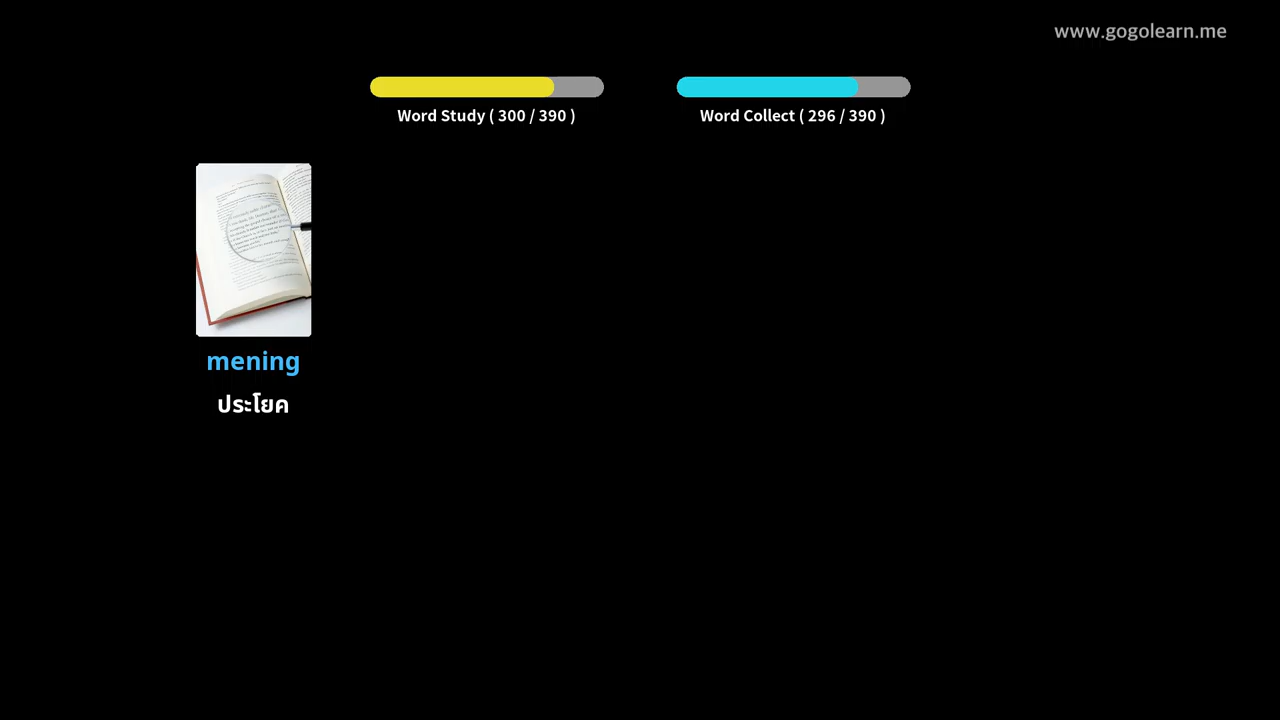 www.gogolearn.me
Word Study ( 300 / 390 )
Word Collect ( 296 / 390 )
mening
ประโยค